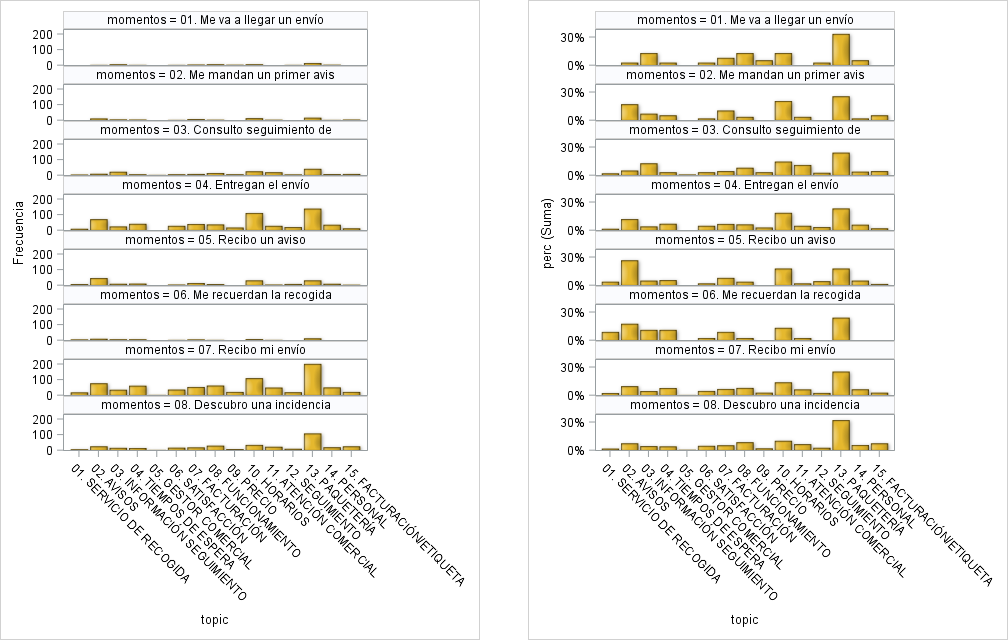 momentos = 01. Me va a llegar un envío
200
0
momentos = 02. Me mandan un primer avis
200
100
0
momentos = 03. Consulto seguimiento de
200
100
0
momentos = 04. Entregan el envío
200
100
0
momentos = 05. Recibo un aviso
200
100
0
momentos = 06. Me recuerdan la recogida
200
100
0
momentos = 07. Recibo mi envío
200
100
0
momentos = 08. Descubro una incidencia
200
100
0
Frecuencia
01. SERVICIO DE RECOGIDA
02. AVISOS
03. INFORMACIÓN SEGUIMIENTO
04. TIEMPOS DE ESPERA
05. GESTOR COMERCIAL
06. SATISFACCIÓN
07. FACTURACIÓN
08. FUNCIONAMIENTO
09. PRECIO
10. HORARIOS
11. ATENCIÓN COMERCIAL
12. SEGUIMIENTO
13. PAQUETERIA
14. PERSONAL
15. FACTURACIÓN/ETIQUETA
topic
momentos = 01. Me va a llegar un envío
30%
0%
momentos = 02. Me mandan un primer avis
30%
0%
momentos = 03. Consulto seguimiento de
30%
0%
momentos = 04. Entregan el envío
30%
0%
momentos = 05. Recibo un aviso
30%
0%
momentos = 06. Me recuerdan la recogida
30%
0%
momentos = 07. Recibo mi envío
30%
0%
momentos = 08. Descubro una incidencia
30%
0%
perc (Suma)
01. SERVICIO DE RECOGIDA
02. AVISOS
03. INFORMACIÓN SEGUIMIENTO
04. TIEMPOS DE ESPERA
05. GESTOR COMERCIAL
06. SATISFACCIÓN
07. FACTURACIÓN
08. FUNCIONAMIENTO
09. PRECIO
10. HORARIOS
11. ATENCIÓN COMERCIAL
12. SEGUIMIENTO
13. PAQUETERIA
14. PERSONAL
15. FACTURACIÓN/ETIQUETA
topic